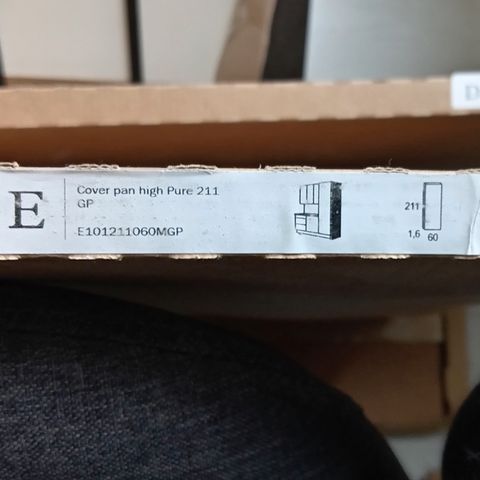 E
Cover pan high Pure 211
GP
E101211060MGP
211
1,6 60
D